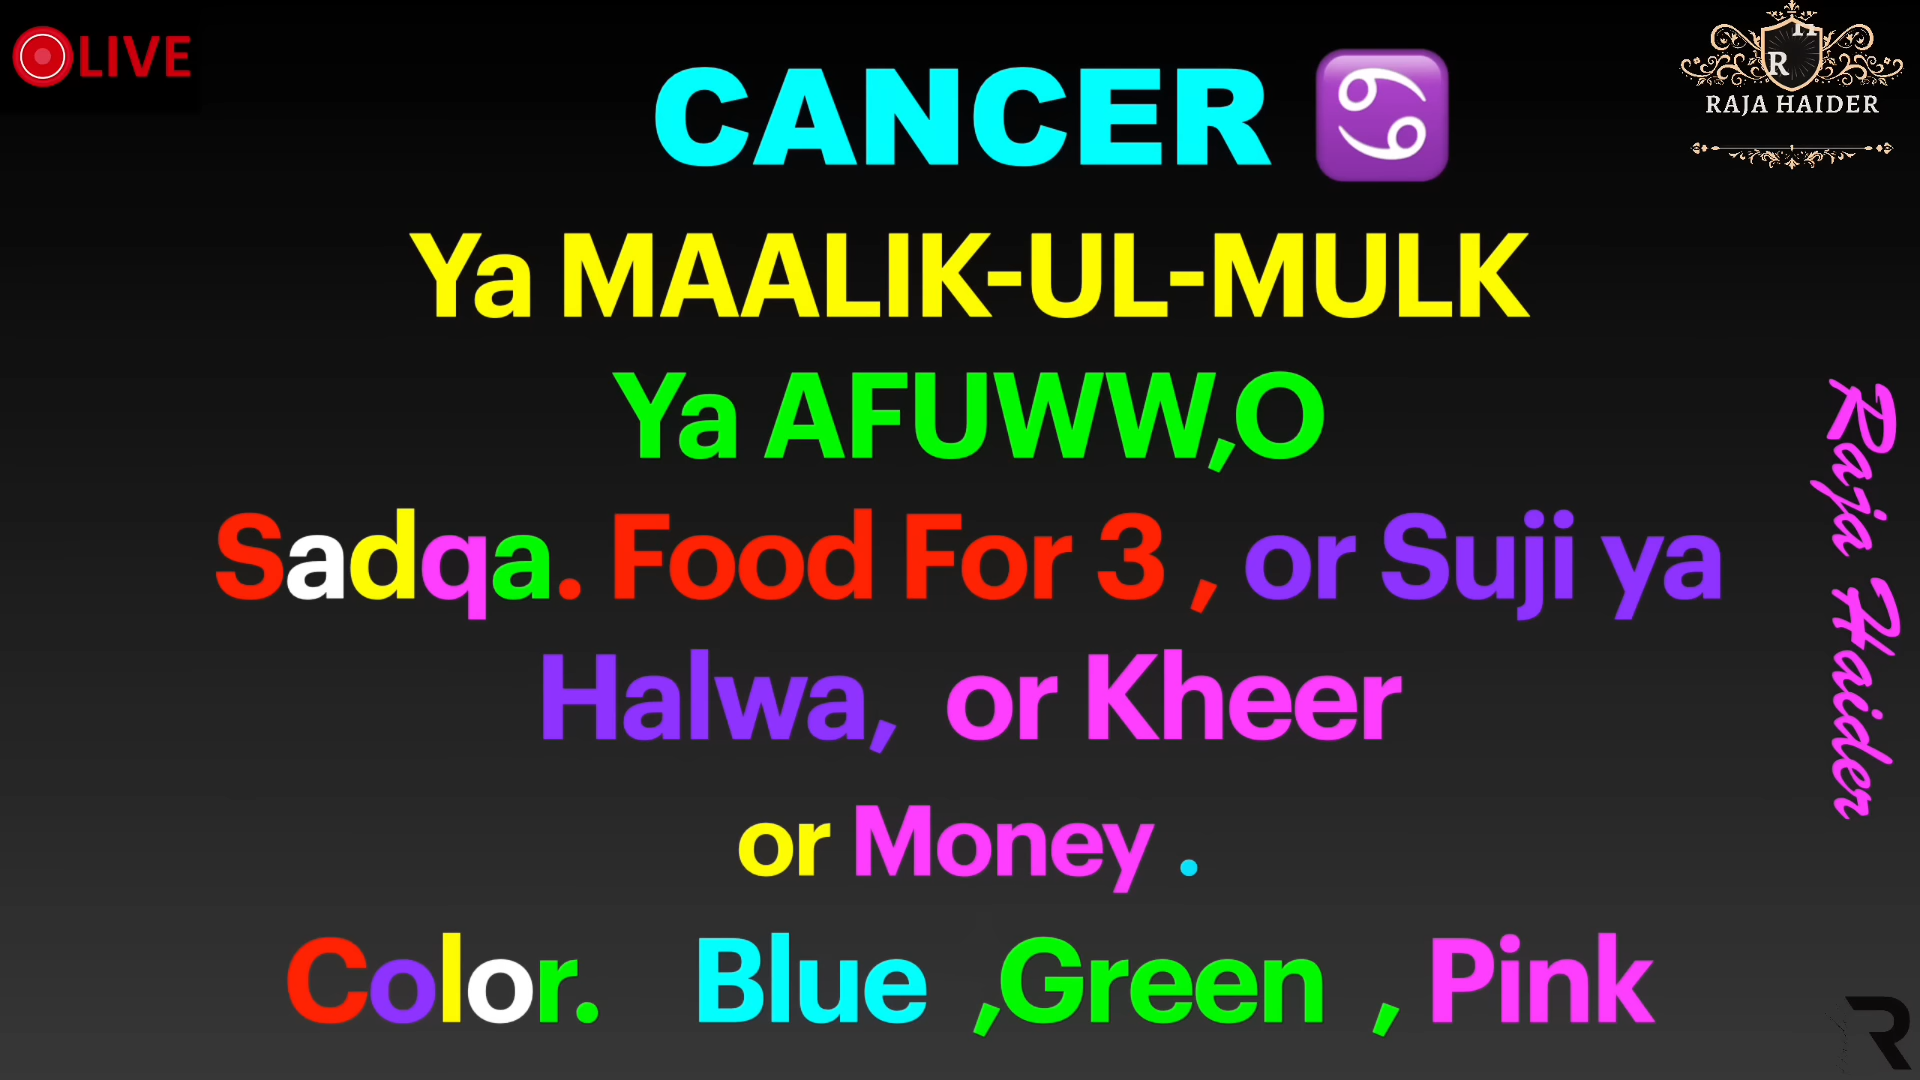 LIVE
CANCER ♋
R H
RAJA HAIDER
Ya MAALIK-UL-MULK
Ya AFUWW,O
Sadqa. Food For 3 , or Suji ya
Halwa, or Kheer
or Money .
Color. Blue ,Green , Pink
Raja Haider
R